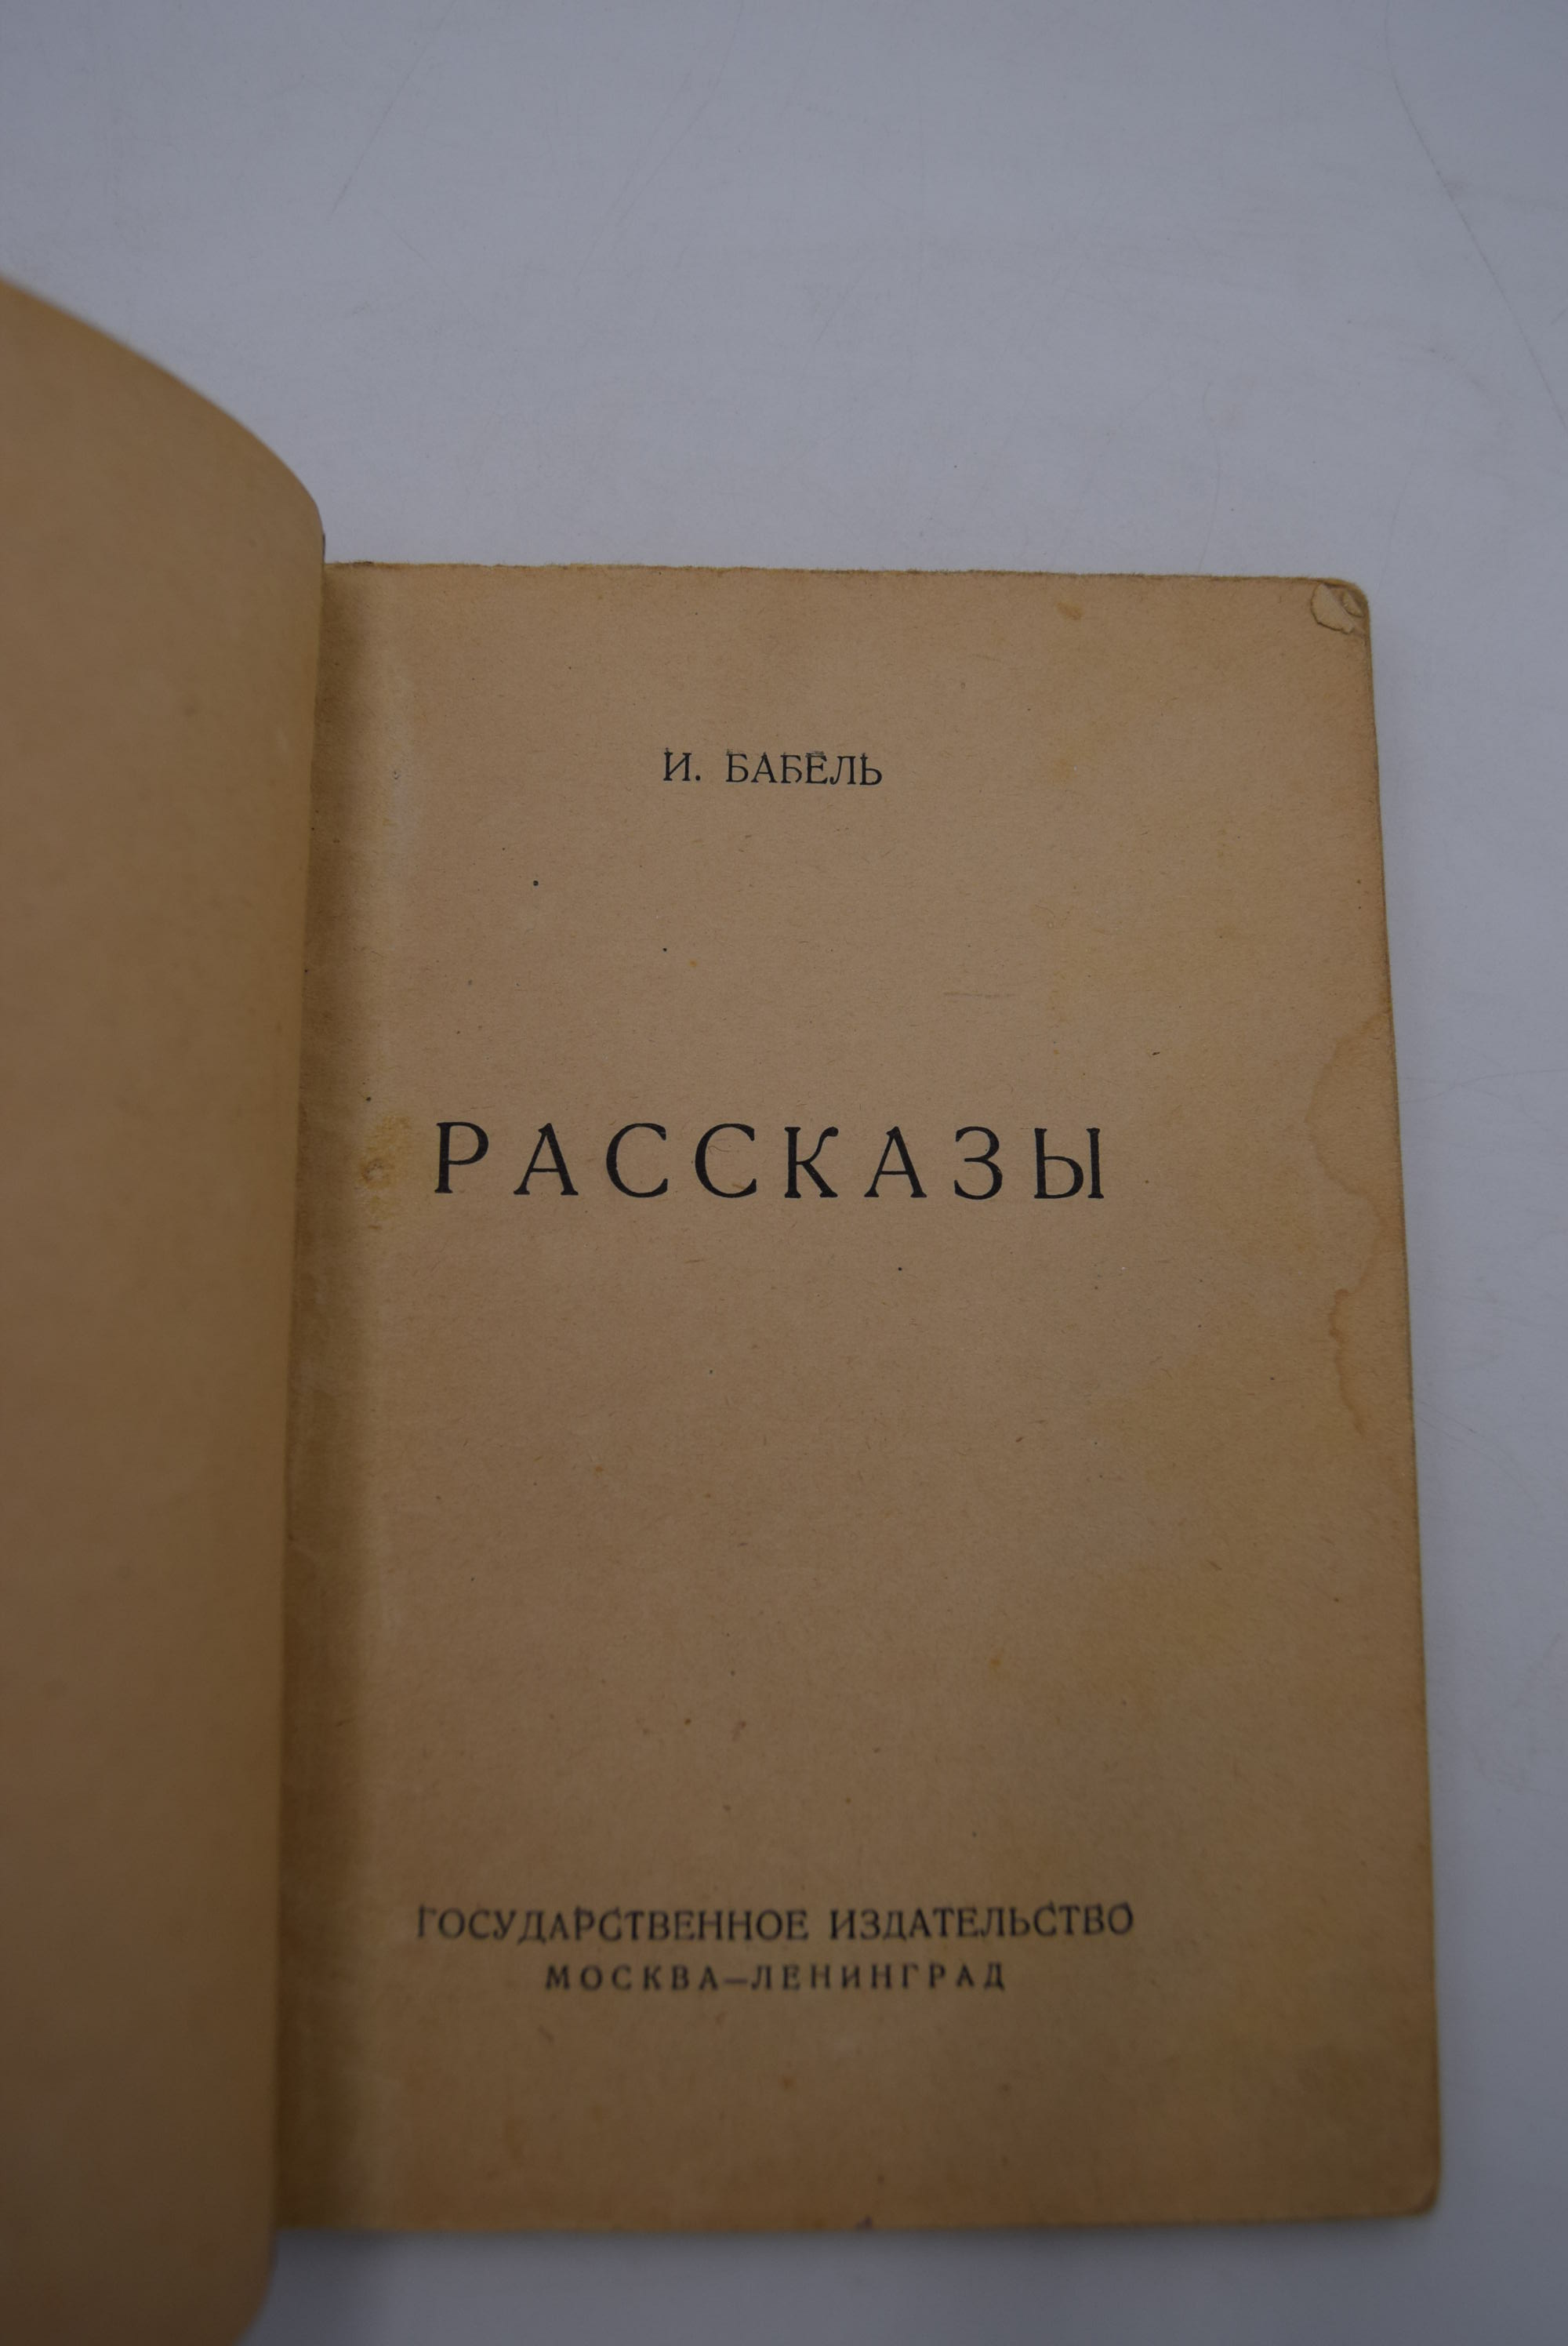 И. БАБЕЛЬ
РАССКАЗЫ
ГОСУДАРСТВЕННОЕ ИЗДАТЕЛЬСТВО
МОСКВА—ЛЕНИНГРАД